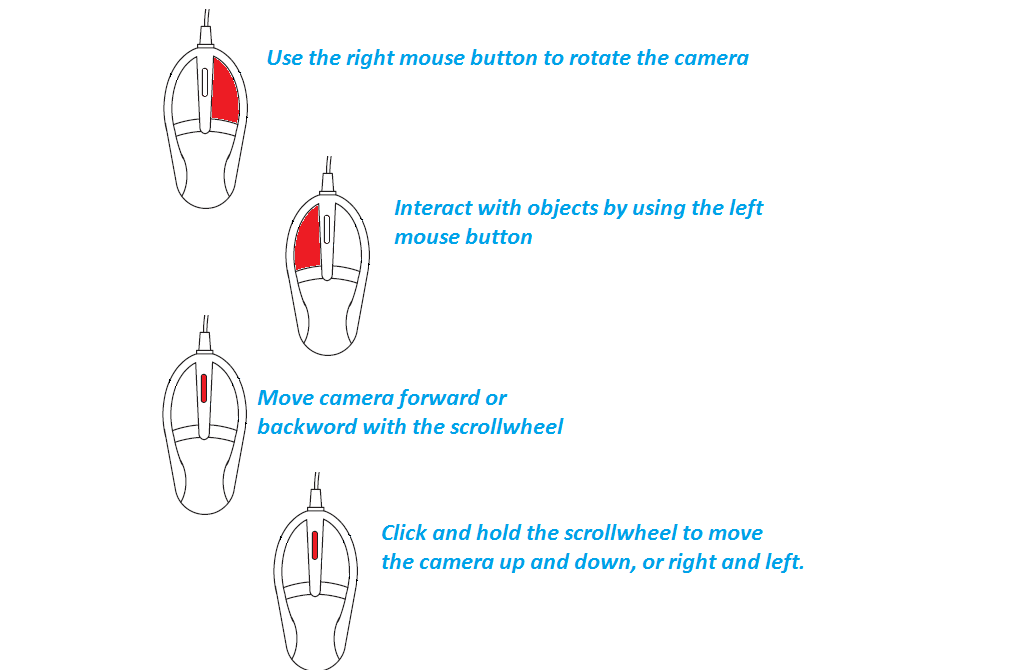 Use the right mouse button to rotate the camera
Interact with objects by using the left
mouse button
Move camera forward or
backword with the scrollwheel
Click and hold the scrollwheel to move
the camera up and down, or right and left.